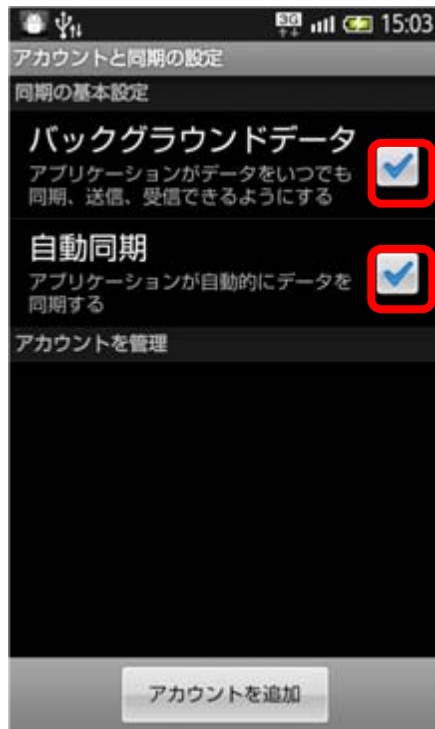 3G 15:03
アカウントと同期の設定
同期の基本設定
バックグラウンドデータ
アプリケーションがデータをいつでも
同期、送信、受信できるようにする
自動同期
アプリケーションが自動的にデータを
同期する
アカウントを管理
アカウントを追加